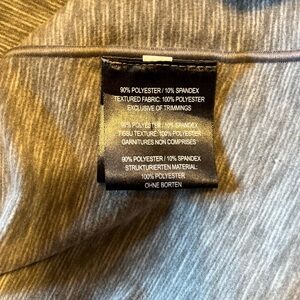 90% POLYESTER / 10% SPANDEX
TEXTURED FABRIC: 100% POLYESTER
EXCLUSIVE OF TRIMMINGS
90% POLYESTER / 10% SPANDEX
TISSU TEXTURÉ: 100% POLYESTER
GARNITURES NON COMPRISES
90% POLYESTER / 10% SPANDEX
STRUKTURIERTEN MATERIAL:
100% POLYESTER
OHNE BORTEN